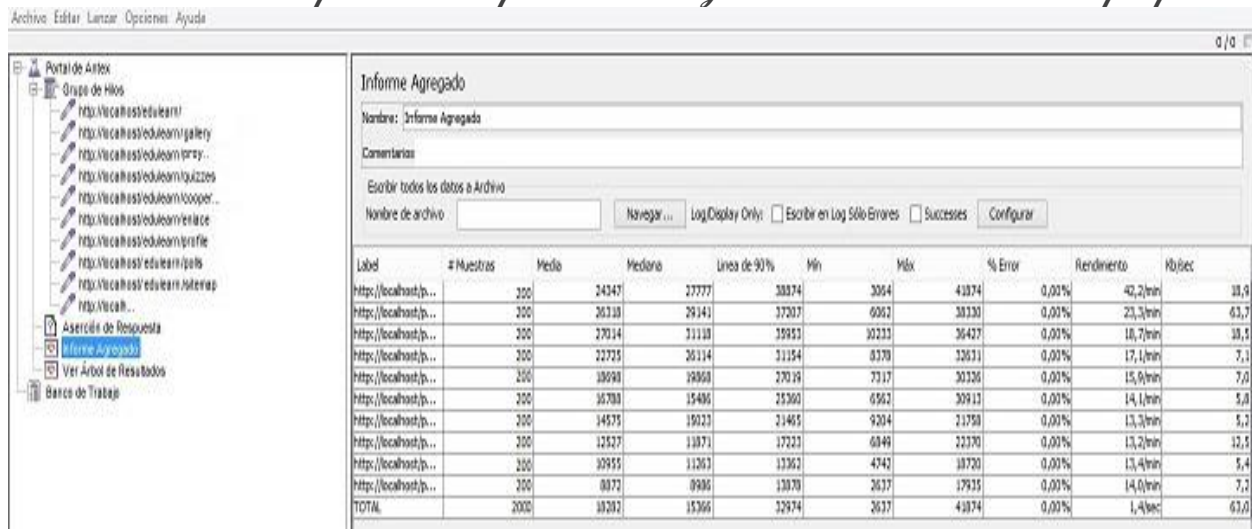 Archivo Editar Lanzar Opciones Ayuda
0/0
Portal de Antex
Grupo de Hilos
http://localhost/edulearn/
http://localhost/edulearn/gallery
http://localhost/edulearn/proy...
http://localhost/edulearn/quizzes
http://localhost/edulearn/cooper...
http://localhost/edulearn/enlace
http://localhost/edulearn/profile
http://localhost/edulearn/polls
http://localhost/edulearn/sitemap
http://localh...
Aserción de Respuesta
Informe Agregado
Ver Árbol de Resultados
Banco de Trabajo
Informe Agregado
Nombre: Informe Agregado
Comentarios
Escribir todos los datos a Archivo
Nombre de archivo Navegar... Log/Display Only: Escribir en Log Sólo Errores Successes Configurar
Label # Muestras Media Mediana Linea de 90% Mín Máx % Error Rendimiento Kb/sec
http://localhost/p... 200 24347 27777 38874 3064 41874 0,00% 42,2/min 18,9
http://localhost/p... 200 26318 29141 37207 6062 38330 0,00% 23,3/min 63,7
http://localhost/p... 200 27014 31118 35953 10233 36427 0,00% 18,7/min 18,5
http://localhost/p... 200 22725 26114 31154 8378 32631 0,00% 17,1/min 7,1
http://localhost/p... 200 18698 19868 27019 7317 30326 0,00% 15,9/min 7,0
http://localhost/p... 200 16788 15486 25360 6562 30913 0,00% 14,1/min 5,8
http://localhost/p... 200 14575 15023 21465 9204 21758 0,00% 13,3/min 5,2
http://localhost/p... 200 12527 11871 17223 6849 22370 0,00% 13,2/min 12,5
http://localhost/p... 200 10955 11263 13362 4742 18720 0,00% 13,4/min 5,4
http://localhost/p... 200 8872 8986 13878 2637 17935 0,00% 14,0/min 7,2
TOTAL 2000 18282 15366 32974 2637 41874 0,00% 1,4/sec 63,0